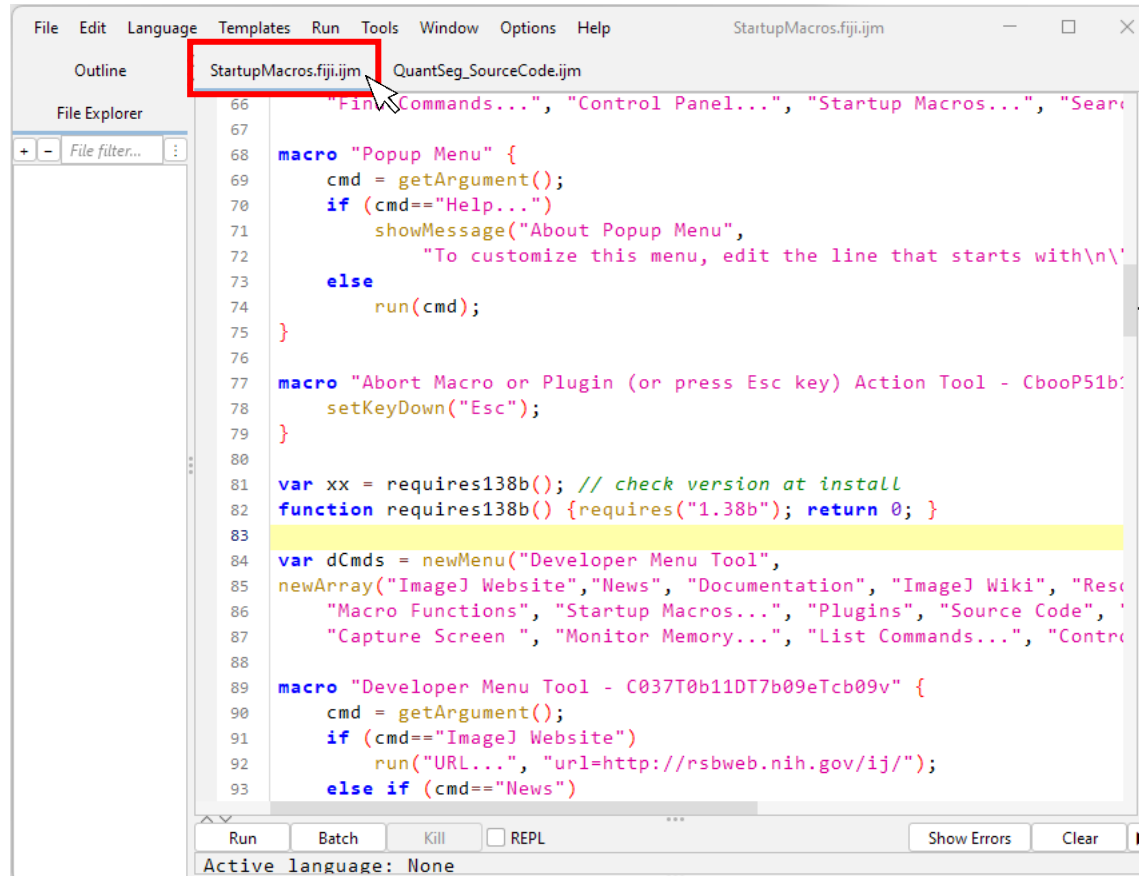 File Edit Language Templates Run Tools Window Options Help StartupMacros.fiji.ijm
Outline StartupMacros.fiji.ijm QuantSeg_SourceCode.ijm
File Explorer
+ - File filter...
66 "Find Commands...", "Control Panel...", "Startup Macros...", "Searc
67
68 macro "Popup Menu" {
69 cmd = getArgument();
70 if (cmd=="Help...")
71 showMessage("About Popup Menu",
72 "To customize this menu, edit the line that starts with\n\"
73 else
74 run(cmd);
75 }
76
77 macro "Abort Macro or Plugin (or press Esc key) Action Tool - CbooP51b1
78 setKeyDown("Esc");
79 }
80
81 var xx = requires138b(); // check version at install
82 function requires138b() {requires("1.38b"); return 0; }
83
84 var dCmds = newMenu("Developer Menu Tool",
85 newArray("ImageJ Website","News", "Documentation", "ImageJ Wiki", "Reso
86 "Macro Functions", "Startup Macros...", "Plugins", "Source Code", "
87 "Capture Screen ", "Monitor Memory...", "List Commands...", "Contro
88
89 macro "Developer Menu Tool - C037T0b11DT7b09eTcb09v" {
90 cmd = getArgument();
91 if (cmd=="ImageJ Website")
92 run("URL...", "url=http://rsbweb.nih.gov/ij/");
93 else if (cmd=="News")
Run Batch Kill REPL Show Errors Clear
Active language: None